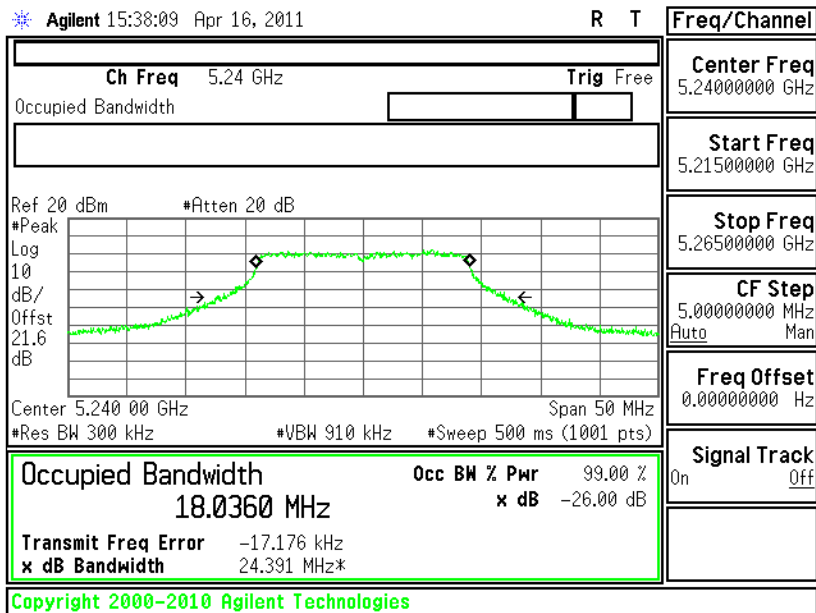 Agilent 15:38:09 Apr 16, 2011 R T
Ch Freq 5.24 GHz Trig Free
Occupied Bandwidth
Ref 20 dBm #Atten 20 dB
#Peak
Log
10
dB/
Offst
21.6
dB
Center 5.240 00 GHz Span 50 MHz
#Res BW 300 kHz #VBW 910 kHz #Sweep 500 ms (1001 pts)
Occupied Bandwidth Occ BW % Pwr 99.00 %
18.0360 MHz x dB -26.00 dB
Transmit Freq Error -17.176 kHz
x dB Bandwidth 24.391 MHz*
Copyright 2000-2010 Agilent Technologies
Freq/Channel
Center Freq
5.24000000 GHz
Start Freq
5.21500000 GHz
Stop Freq
5.26500000 GHz
CF Step
5.00000000 MHz
Auto Man
Freq Offset
0.00000000 Hz
Signal Track
On Off